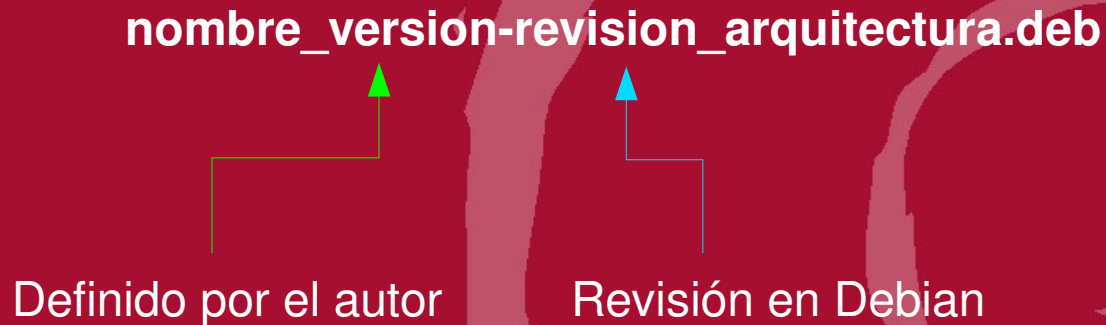 nombre_version-revision_arquitectura.deb
Definido por el autor
Revisión en Debian